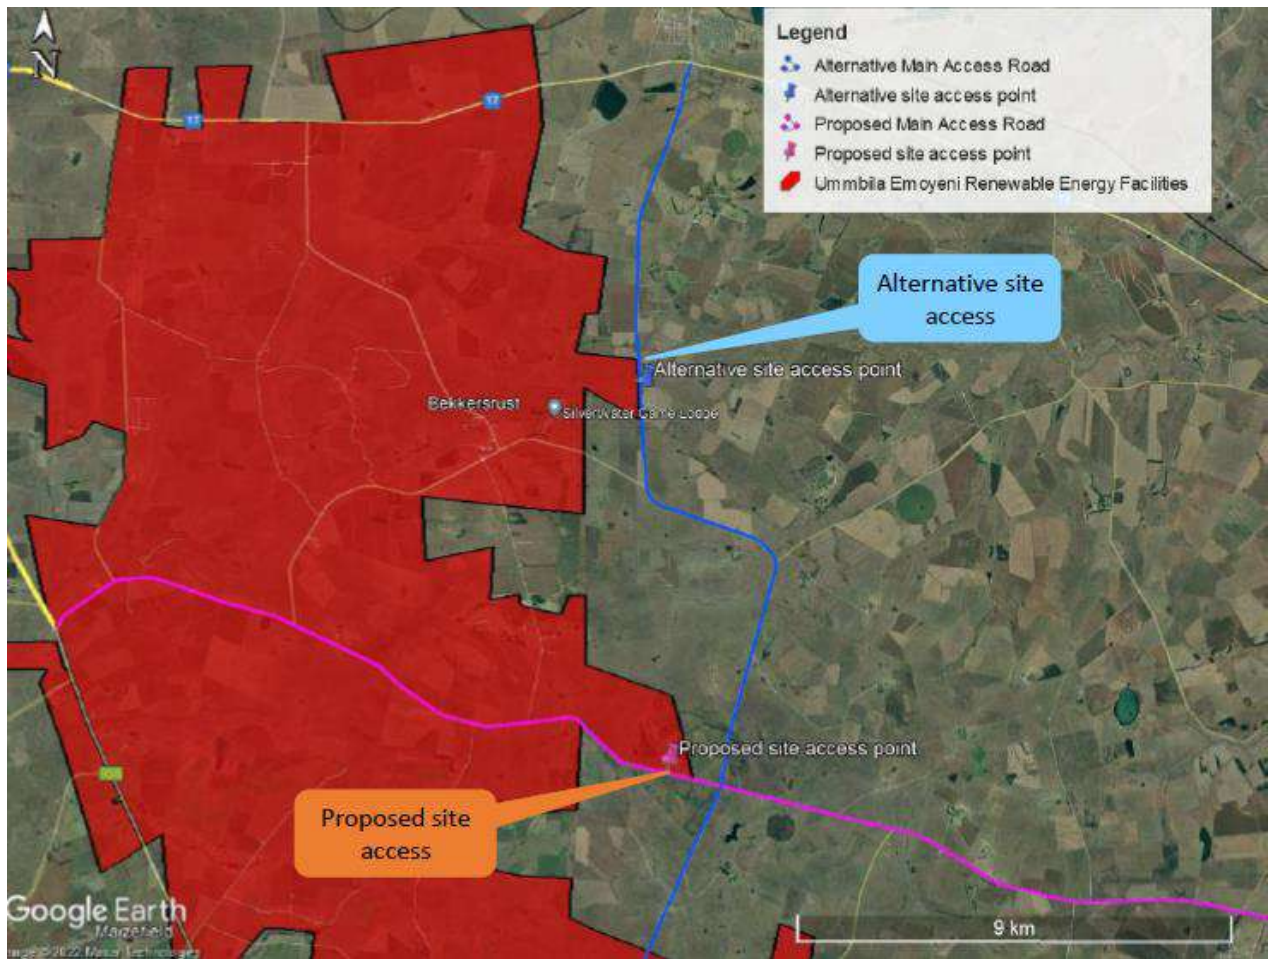 N
Legend
Alternative Main Access Road
Alternative site access point
Proposed Main Access Road
Proposed site access point
Ummbila Emoyeni Renewable Energy Facilities
17
17
Alternative site
access
Alternative site access point
Bekkersrust
Silverwater Game Lodge
Proposed site access point
Proposed site
access
Google Earth
Maizefield
9 km